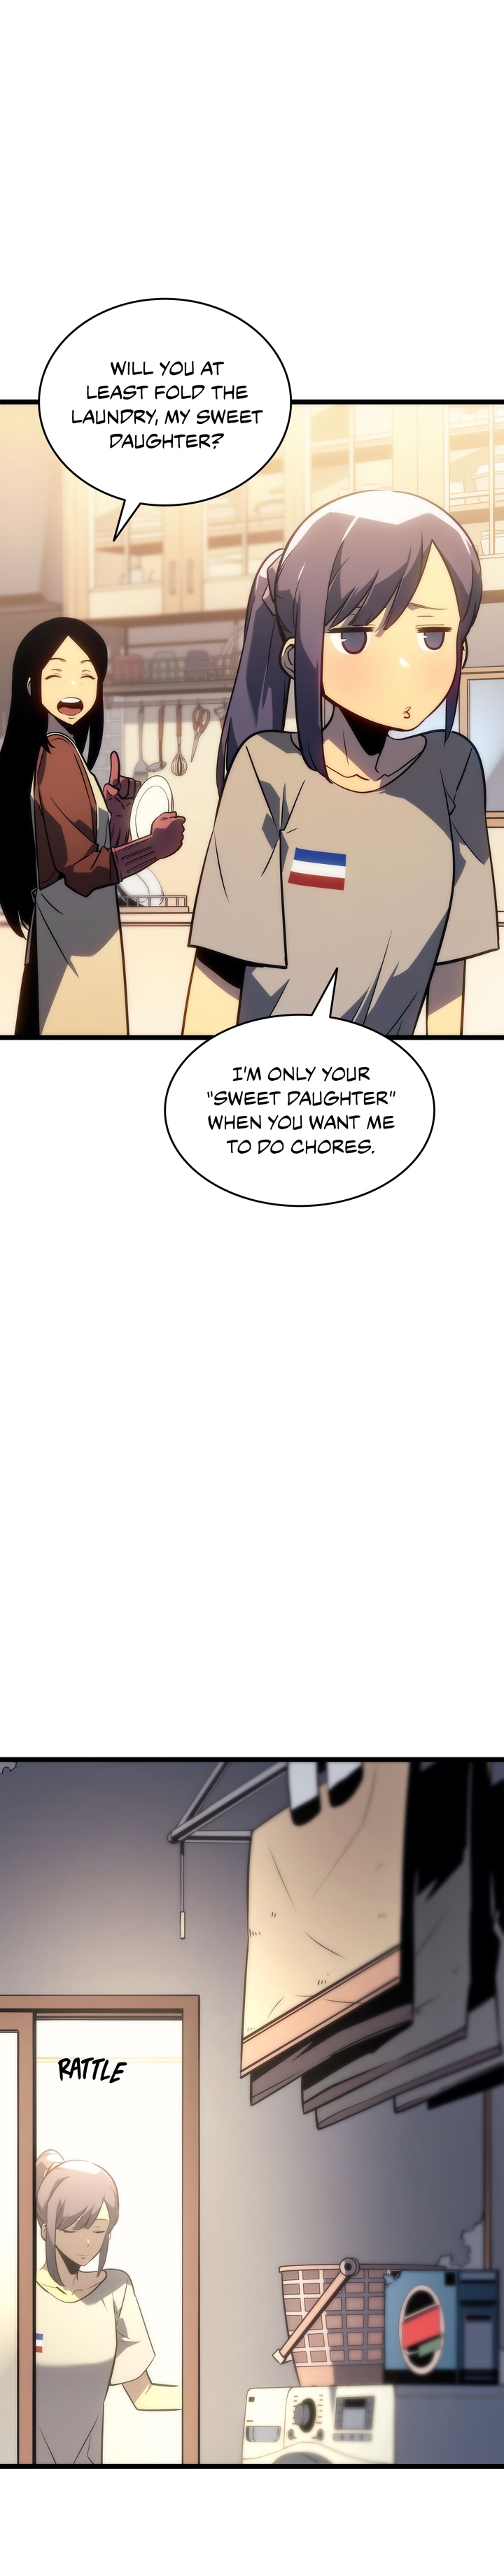 WILL YOU AT
LEAST FOLD THE
LAUNDRY, MY SWEET
DAUGHTER?
I'M ONLY YOUR
"SWEET DAUGHTER"
WHEN YOU WANT ME
TO DO CHORES.
RATTLE